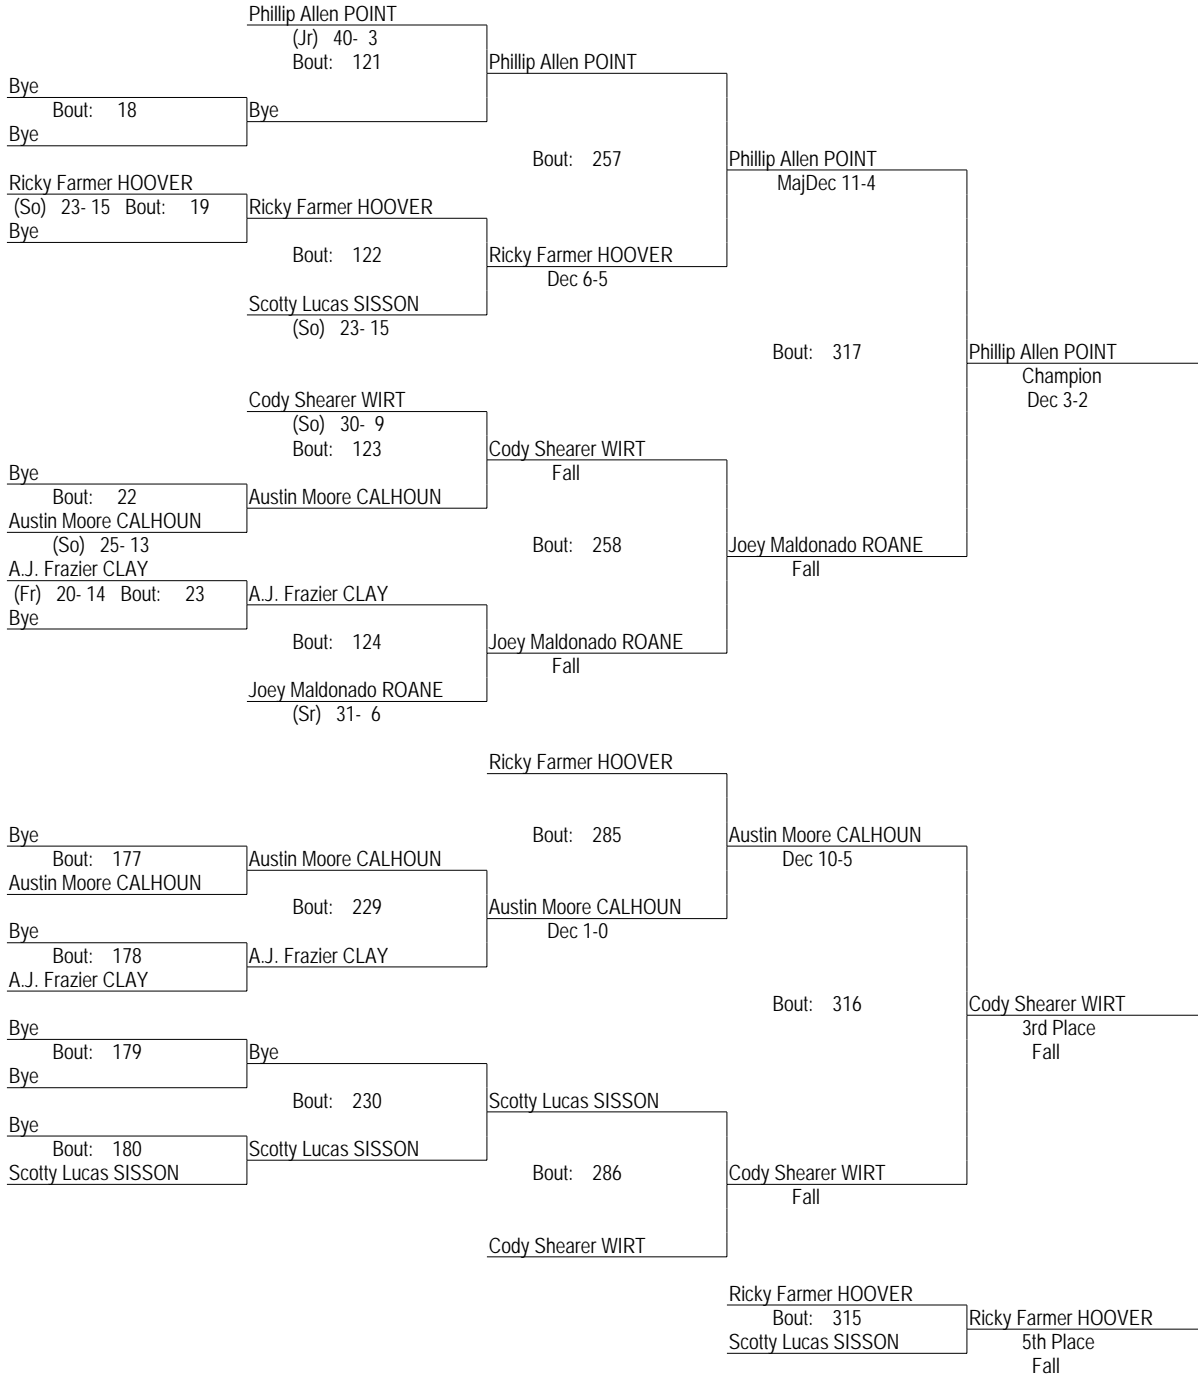 Phillip Allen POINT
(Jr) 40- 3
Bout: 121
Phillip Allen POINT
Bye
Bout: 18
Bye
Bye
Bout: 257
Phillip Allen POINT
MajDec 11-4
Ricky Farmer HOOVER
(So) 23- 15 Bout: 19
Ricky Farmer HOOVER
Bye
Bout: 122
Ricky Farmer HOOVER
Dec 6-5
Scotty Lucas SISSON
(So) 23- 15
Bout: 317
Phillip Allen POINT
Champion
Dec 3-2
Cody Shearer WIRT
(So) 30- 9
Bout: 123
Cody Shearer WIRT
Fall
Bye
Bout: 22
Austin Moore CALHOUN
Austin Moore CALHOUN
(So) 25- 13
Bout: 258
Joey Maldonado ROANE
Fall
A.J. Frazier CLAY
(Fr) 20- 14 Bout: 23
A.J. Frazier CLAY
Bye
Bout: 124
Joey Maldonado ROANE
Fall
Joey Maldonado ROANE
(Sr) 31- 6
Ricky Farmer HOOVER
Bout: 285
Austin Moore CALHOUN
Dec 10-5
Bye
Bout: 177
Austin Moore CALHOUN
Austin Moore CALHOUN
Bout: 229
Austin Moore CALHOUN
Dec 1-0
Bye
Bout: 178
A.J. Frazier CLAY
A.J. Frazier CLAY
Bout: 316
Cody Shearer WIRT
3rd Place
Fall
Bye
Bout: 179
Bye
Bye
Bout: 230
Scotty Lucas SISSON
Bye
Bout: 180
Scotty Lucas SISSON
Scotty Lucas SISSON
Bout: 286
Cody Shearer WIRT
Fall
Cody Shearer WIRT
Ricky Farmer HOOVER
Bout: 315
Ricky Farmer HOOVER
Scotty Lucas SISSON
5th Place
Fall